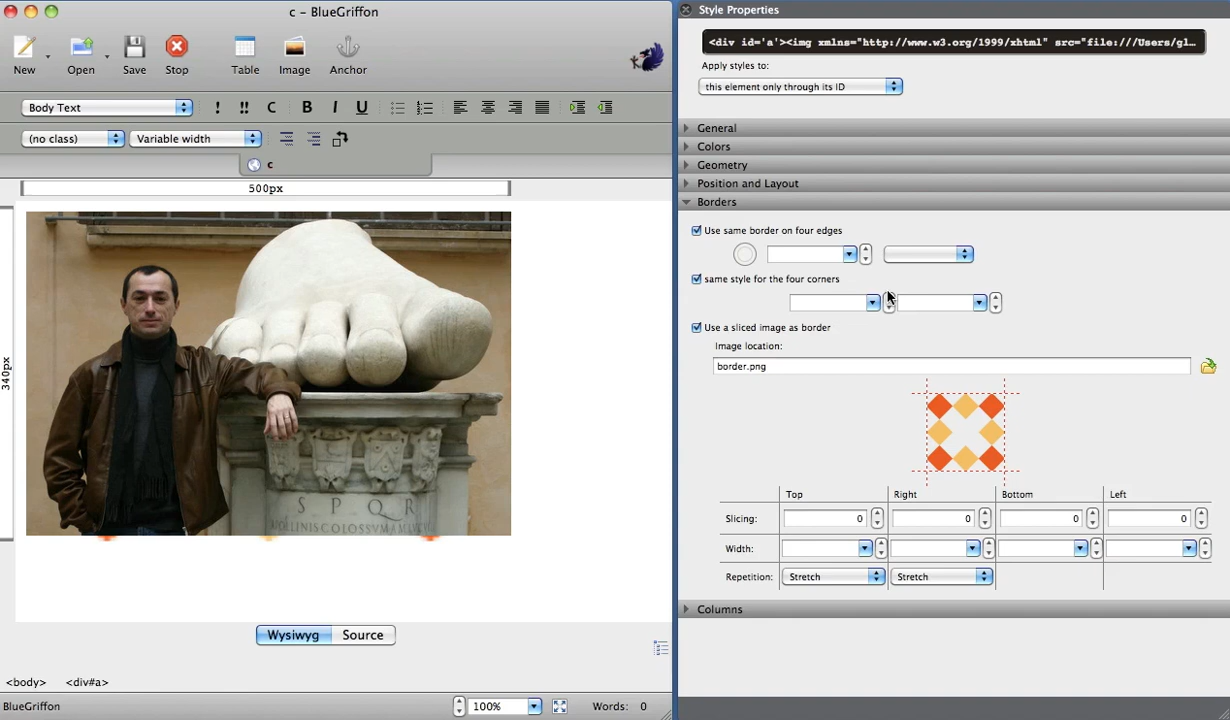 c – BlueGriffon
New Open Save Stop Table Image Anchor
Body Text ! !! C B I U
(no class) Variable width
c
500px
340px
S P Q R
Wysiwyg Source
<body> <div#a>
BlueGriffon 100% Words: 0
Style Properties
<div id='a'><img xmlns="http://www.w3.org/1999/xhtml" src="file:///Users/gl...
Apply styles to:
this element only through its ID
General
Colors
Geometry
Position and Layout
Borders
Use same border on four edges
same style for the four corners
Use a sliced image as border
Image location:
border.png
Top Right Bottom Left
Slicing: 0 0 0 0
Width:
Repetition: Stretch Stretch
Columns